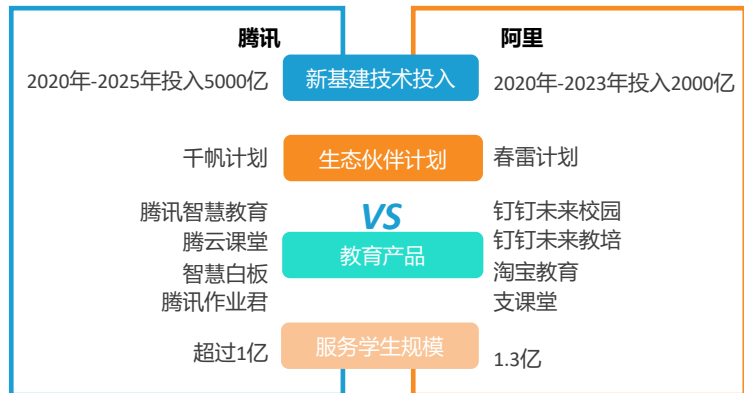 腾讯
阿里
2020年-2025年投入5000亿
新基建技术投入
2020年-2023年投入2000亿
千帆计划
生态伙伴计划
春雷计划
腾讯智慧教育
腾云课堂
智慧白板
腾讯作业君
VS
教育产品
钉钉未来校园
钉钉未来教培
淘宝教育
支课堂
超过1亿
服务学生规模
1.3亿